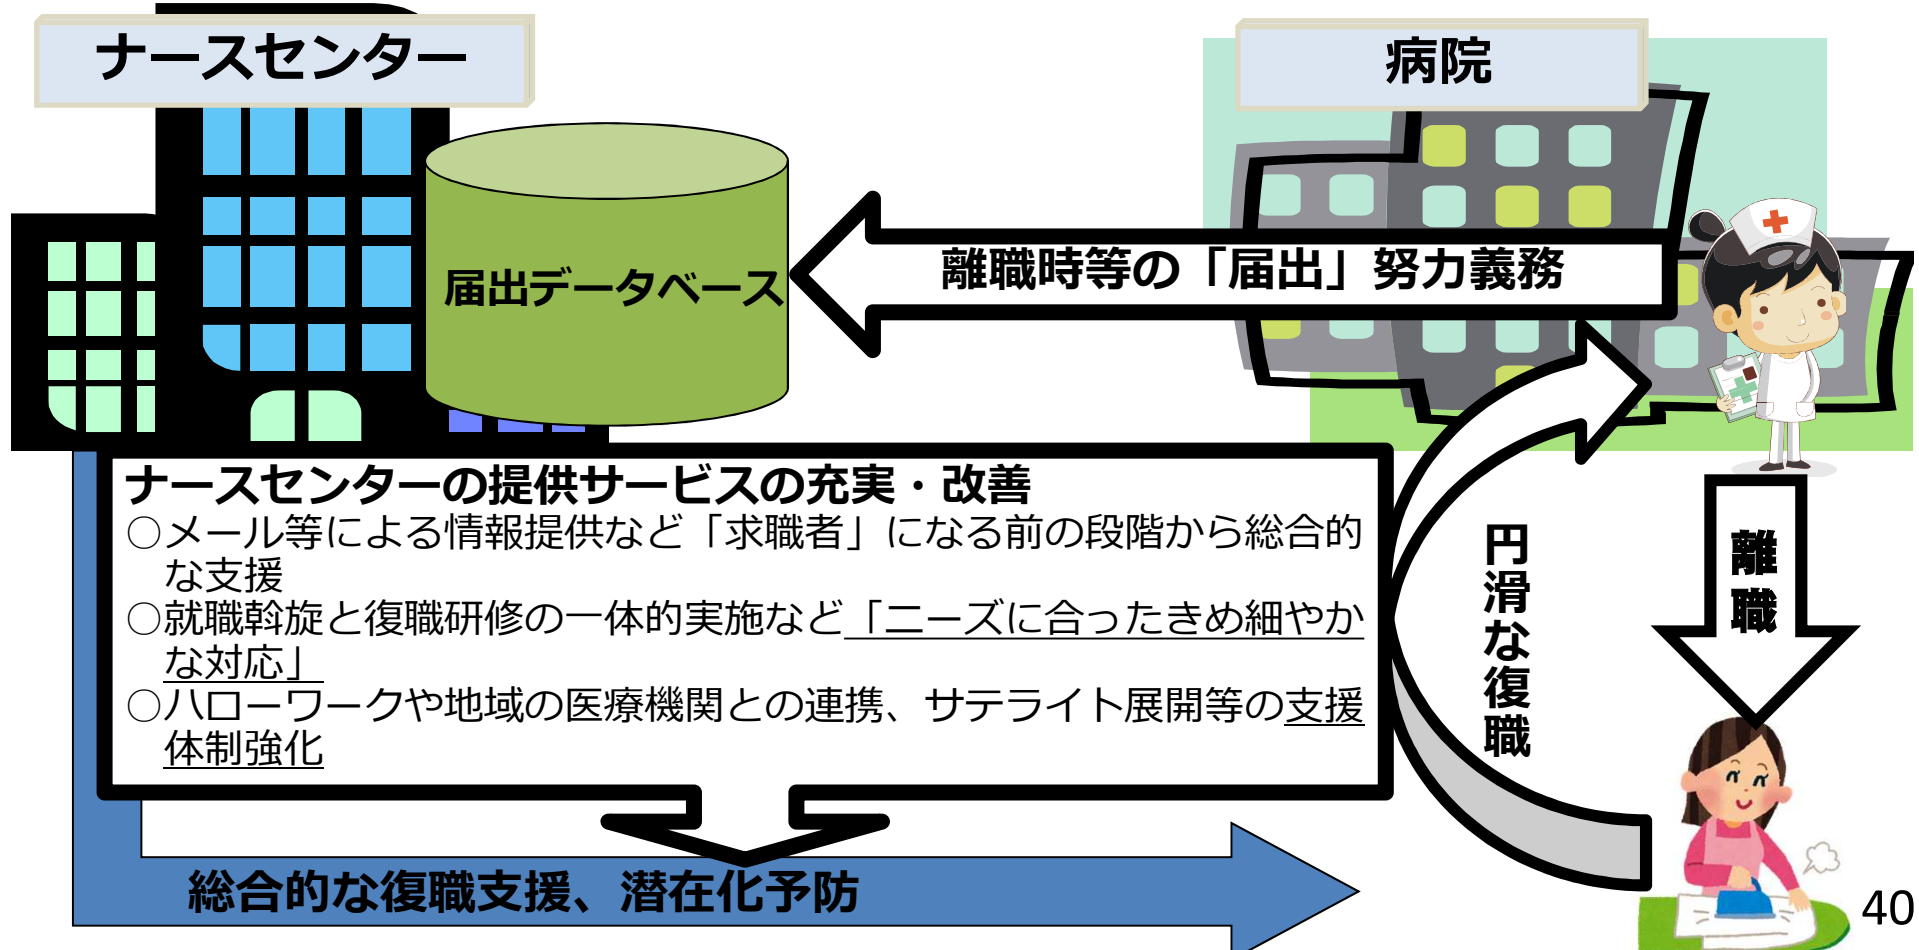 ナースセンター
病院
届出データベース
離職時等の「届出」努力義務
ナースセンターの提供サービスの充実・改善
○メール等による情報提供など「求職者」になる前の段階から総合的
な支援
○就職斡旋と復職研修の一体的実施など「ニーズに合ったきめ細やか
な対応」
○ハローワークや地域の医療機関との連携、サテライト展開等の支援
体制強化
円滑な復職
離職
総合的な復職支援、潜在化予防
40